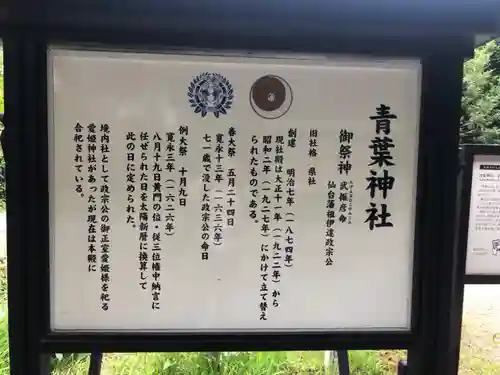 青葉神社
御祭神 武振彦命
仙台藩祖伊達政宗公
旧社格 県社
創建 明治七年（一八七四年）
現社殿は大正十一年（一九二二年）から
昭和二年（一九二七年）にかけて立て替え
られたものである。
春大祭 五月二十四日
寛永十三年（一六三六年）
七一歳で没した政宗公の命日
例大祭 十月九日
寛永三年（一六二六年）
八月十九日黄門の位・従三位権中納言に
任ぜられた日を太陽新暦に換算して
此の日に定められた。
境内社として政宗公の御正室愛姫様を祀る
愛姫神社があったが現在は本殿に
合祀されている。